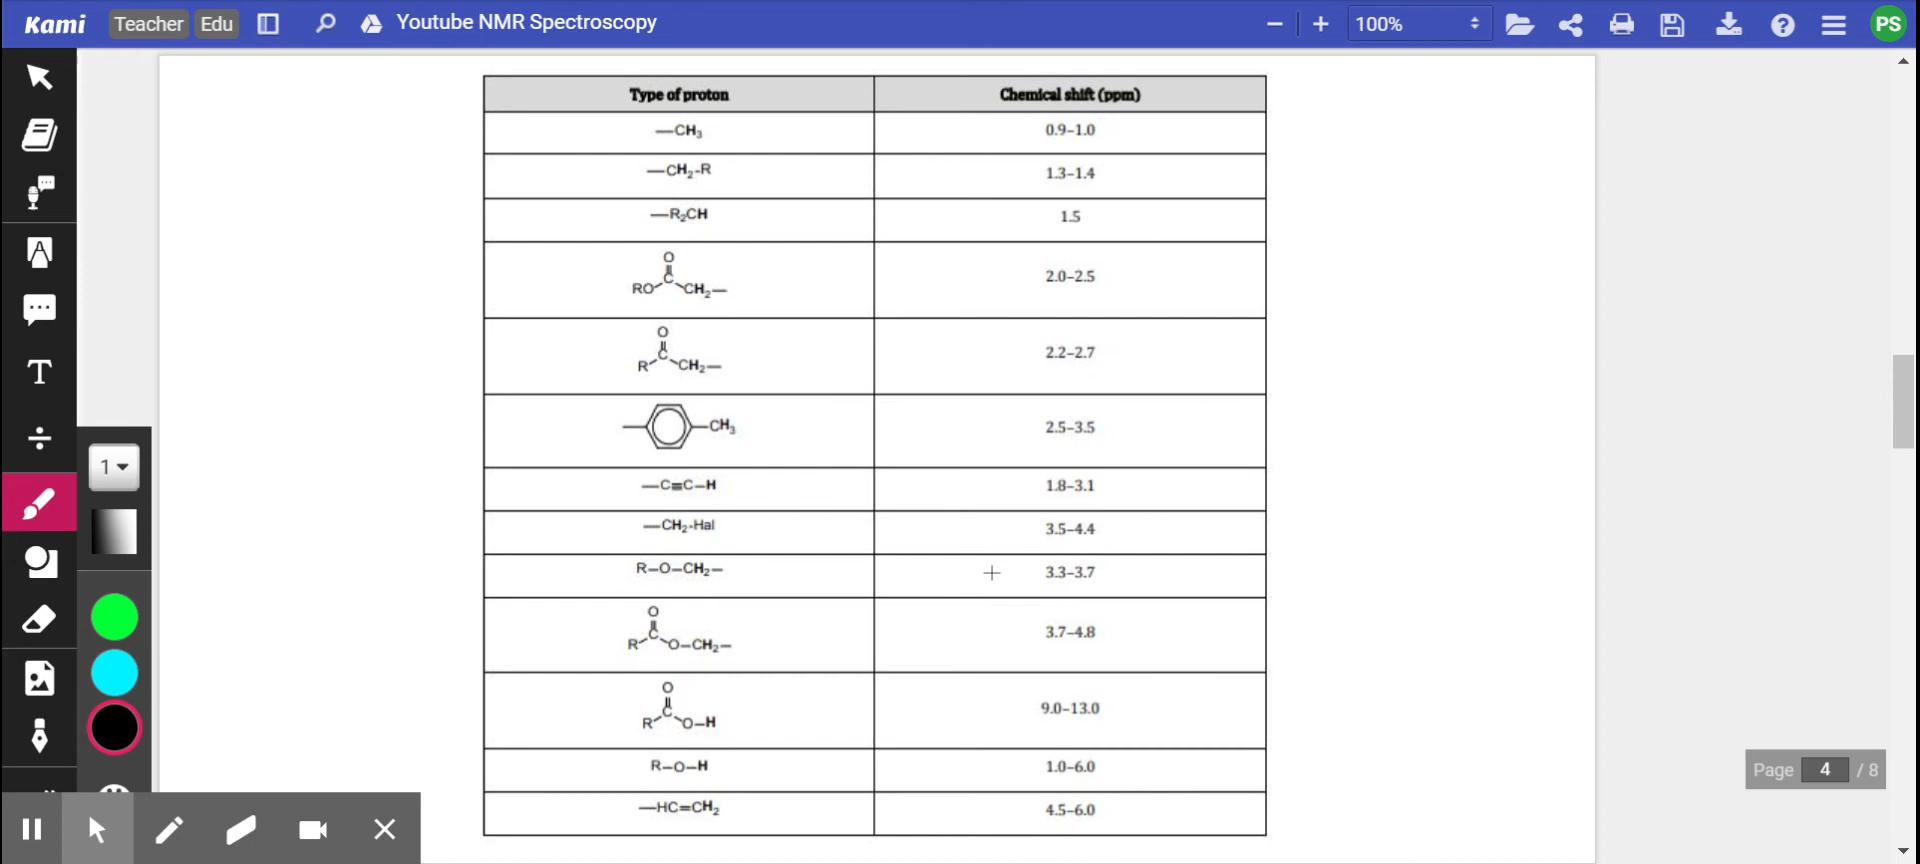 Kami Teacher Edu Youtube NMR Spectroscopy 100% PS
Type of proton Chemical shift (ppm)
—CH₃ 0.9–1.0
—CH₂-R 1.3–1.4
—R₂CH 1.5
O
C
RO CH₂— 2.0–2.5
O
C
R CH₂— 2.2–2.7
—CH₃ 2.5–3.5
—C≡C—H 1.8–3.1
—CH₂-Hal 3.5–4.4
R—O—CH₂— 3.3–3.7
O
C
R O—CH₂— 3.7–4.8
O
C
R O—H 9.0–13.0
R—O—H 1.0–6.0
—HC=CH₂ 4.5–6.0
T
1
Page 4 / 8